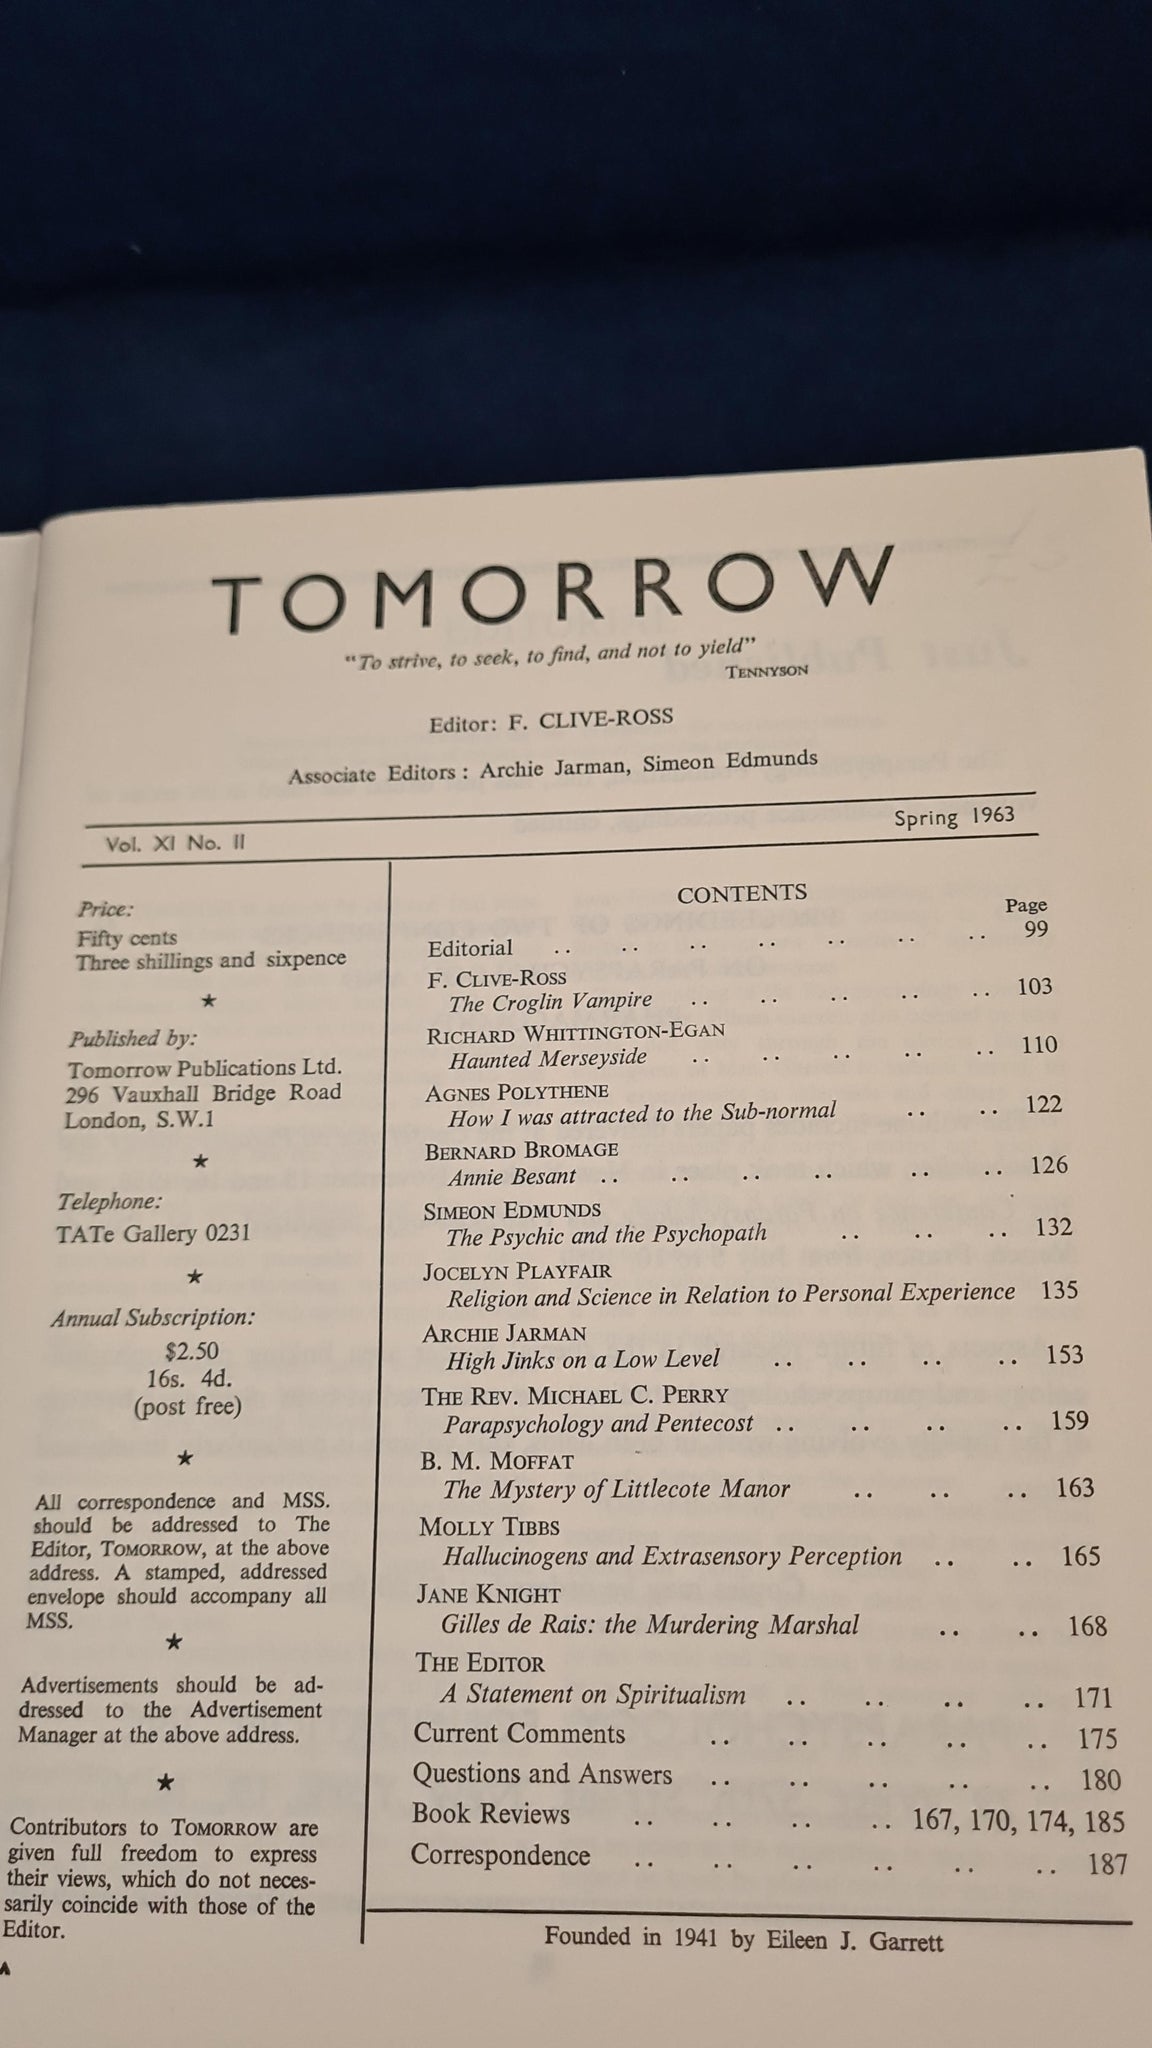 TOMORROW
"To strive, to seek, to find, and not to yield"
TENNYSON
Editor: F. CLIVE-ROSS
Associate Editors: Archie Jarman, Simeon Edmunds
Vol. XI No. II
Spring 1963
Price:
Fifty cents
Three shillings and sixpence
★
Published by:
Tomorrow Publications Ltd.
296 Vauxhall Bridge Road
London, S.W.1
★
Telephone:
TATe Gallery 0231
★
Annual Subscription:
$2.50
16s. 4d.
(post free)
★
All correspondence and MSS.
should be addressed to The
Editor, TOMORROW, at the above
address. A stamped, addressed
envelope should accompany all
MSS.
★
Advertisements should be ad-
dressed to the Advertisement
Manager at the above address.
★
Contributors to TOMORROW are
given full freedom to express
their views, which do not neces-
sarily coincide with those of the
Editor.
A
CONTENTS
Page
Editorial .. .. .. .. .. .. .. 99
F. CLIVE-ROSS
The Croglin Vampire .. .. .. .. .. 103
RICHARD WHITTINGTON-EGAN
Haunted Merseyside .. .. .. .. .. 110
AGNES POLYTHENE
How I was attracted to the Sub-normal .. .. 122
BERNARD BROMAGE
Annie Besant .. .. .. .. .. .. 126
SIMEON EDMUNDS
The Psychic and the Psychopath .. .. .. 132
JOCELYN PLAYFAIR
Religion and Science in Relation to Personal Experience 135
ARCHIE JARMAN
High Jinks on a Low Level .. .. .. .. 153
THE REV. MICHAEL C. PERRY
Parapsychology and Pentecost .. .. .. .. 159
B. M. MOFFAT
The Mystery of Littlecote Manor .. .. .. 163
MOLLY TIBBS
Hallucinogens and Extrasensory Perception .. .. 165
JANE KNIGHT
Gilles de Rais: the Murdering Marshal .. .. 168
THE EDITOR
A Statement on Spiritualism .. .. .. .. 171
Current Comments .. .. .. .. .. 175
Questions and Answers .. .. .. .. .. 180
Book Reviews .. .. .. .. 167, 170, 174, 185
Correspondence .. .. .. .. .. .. 187
Founded in 1941 by Eileen J. Garrett